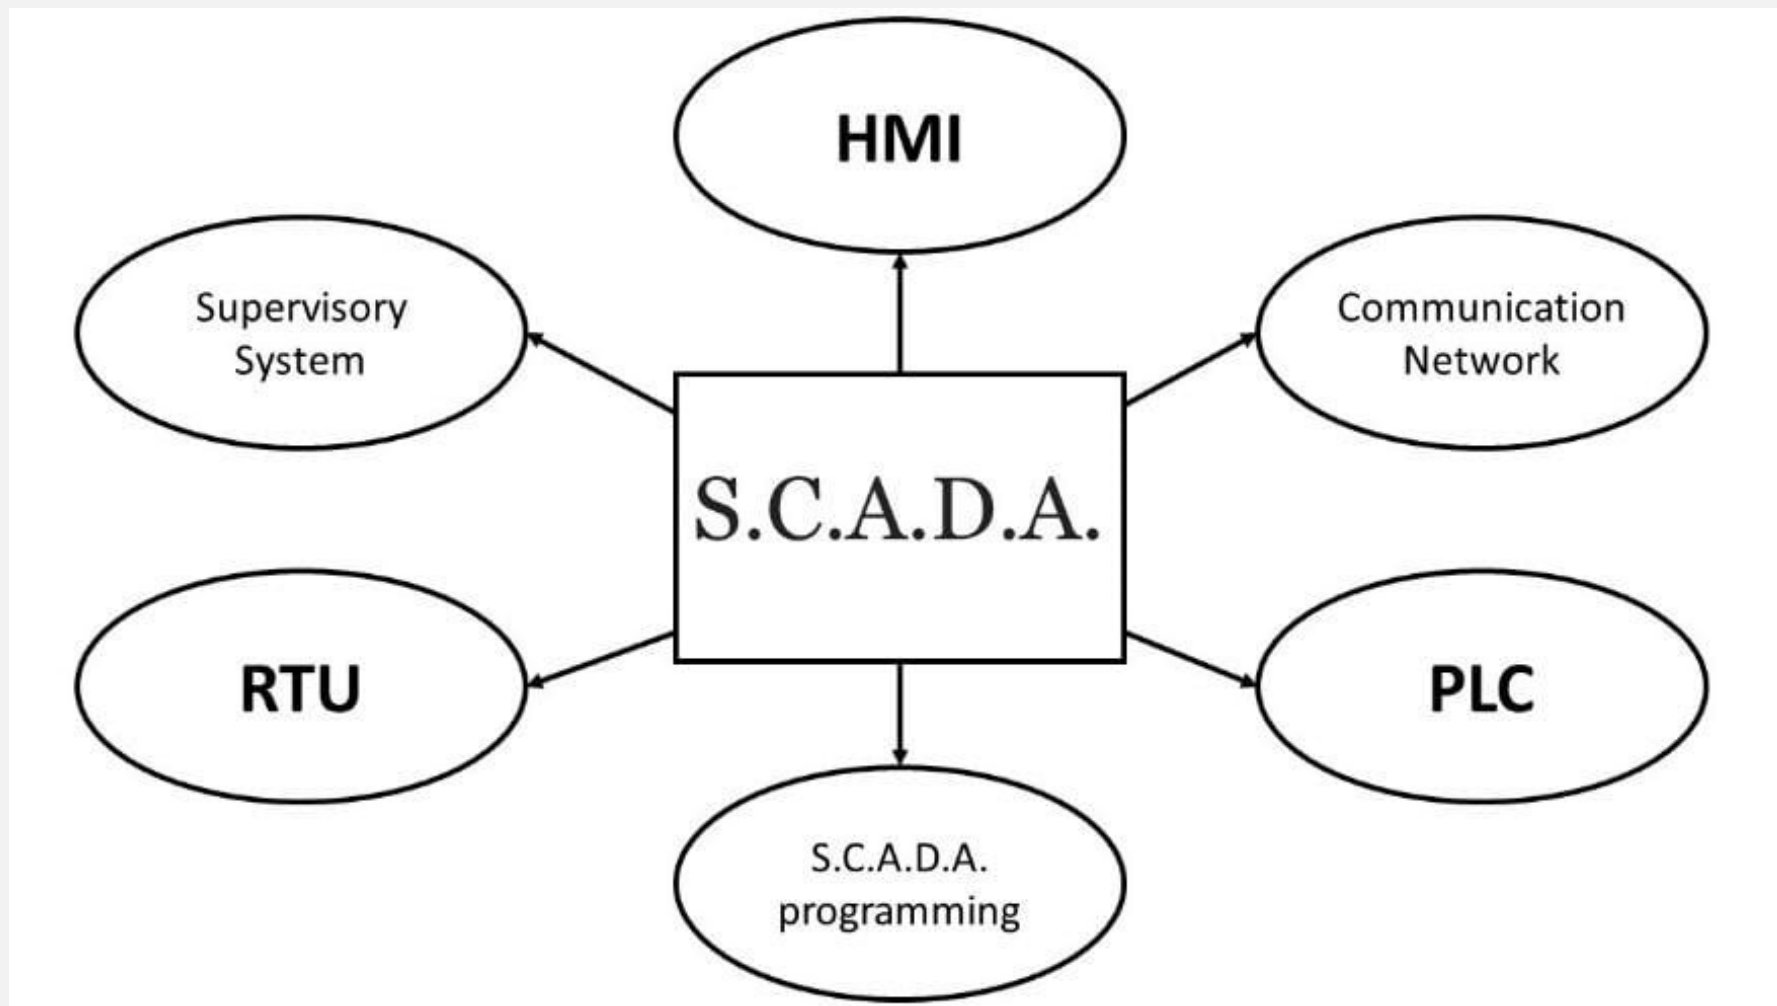 HMI
Supervisory
System
Communication
Network
S.C.A.D.A.
RTU
PLC
S.C.A.D.A.
programming